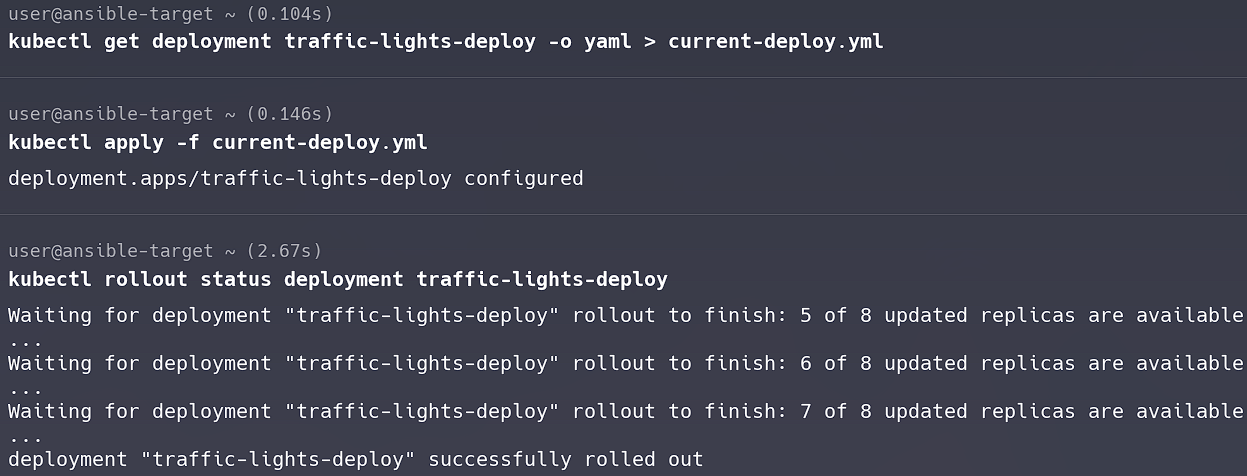 user@ansible-target ~ (0.104s)
kubectl get deployment traffic-lights-deploy -o yaml > current-deploy.yml
user@ansible-target ~ (0.146s)
kubectl apply -f current-deploy.yml
deployment.apps/traffic-lights-deploy configured
user@ansible-target ~ (2.67s)
kubectl rollout status deployment traffic-lights-deploy
Waiting for deployment "traffic-lights-deploy" rollout to finish: 5 of 8 updated replicas are available
...
Waiting for deployment "traffic-lights-deploy" rollout to finish: 6 of 8 updated replicas are available
...
Waiting for deployment "traffic-lights-deploy" rollout to finish: 7 of 8 updated replicas are available
...
deployment "traffic-lights-deploy" successfully rolled out